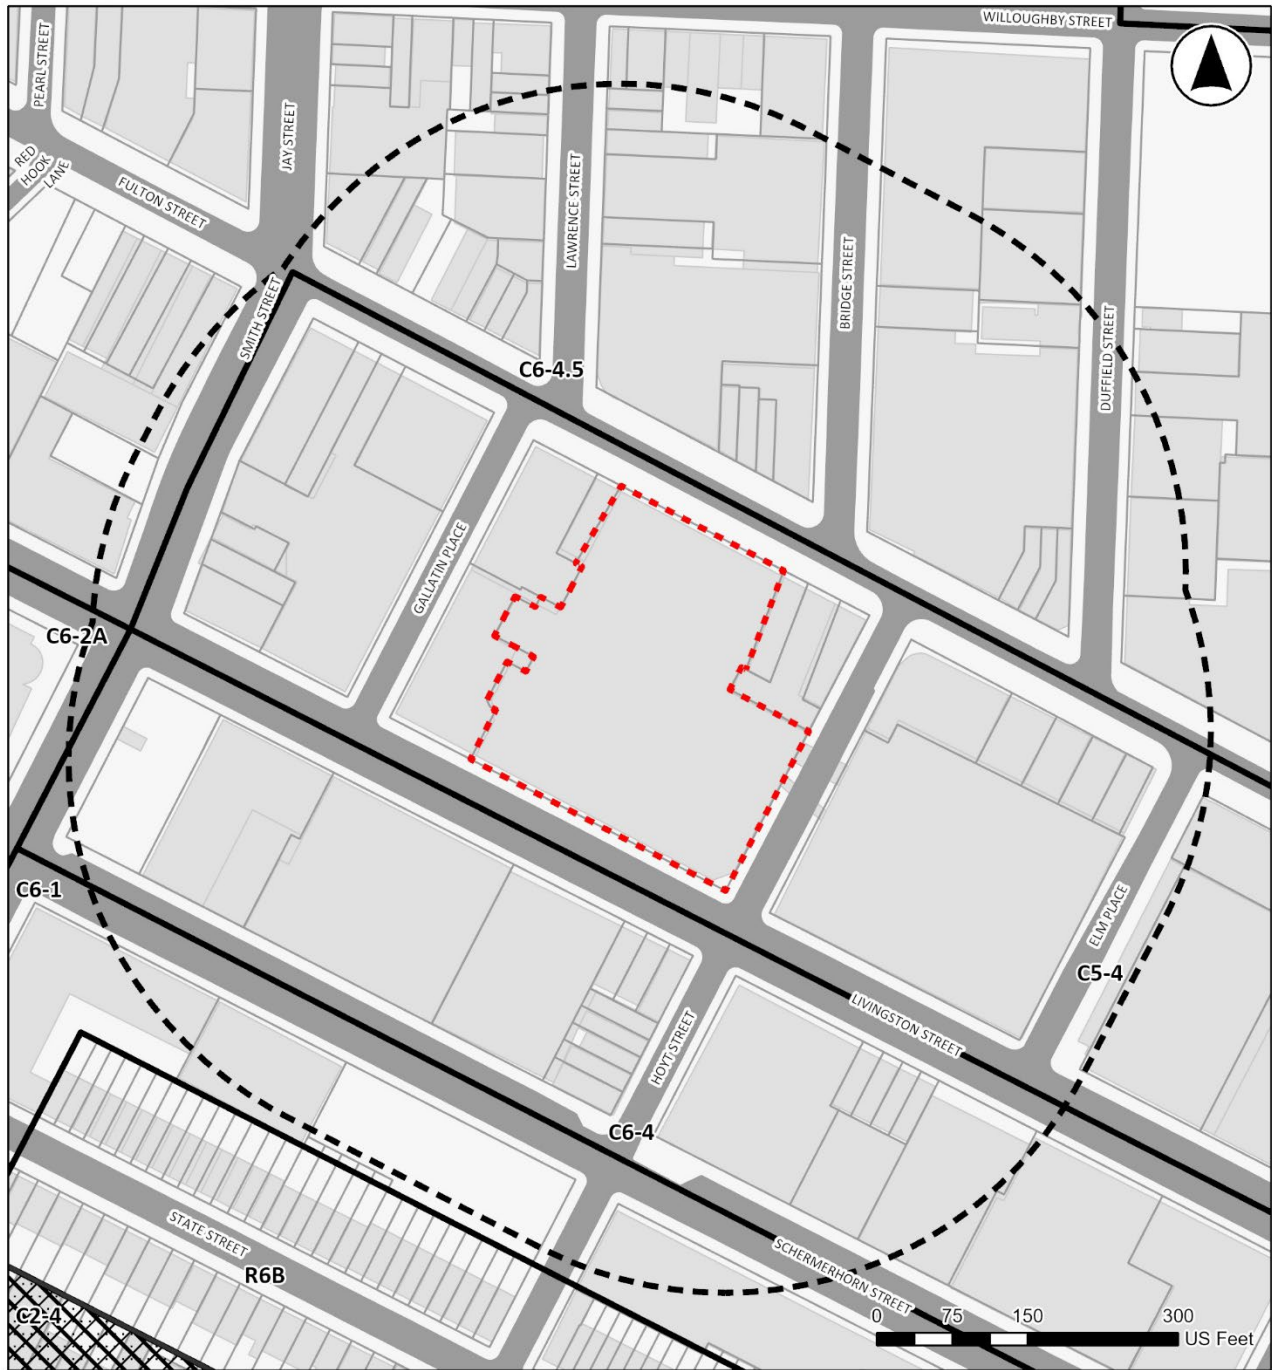 WILLOUGHBY STREET
PEARL STREET
JAY STREET
RED
HOOK
LANE
FULTON STREET
LAWRENCE STREET
BRIDGE STREET
SMITH STREET
DUFFIELD STREET
C6-4.5
GALLATIN PLACE
C6-2A
C6-1
ELM PLACE
C5-4
LIVINGSTON STREET
HOYT STREET
C6-4
STATE STREET
R6B
SCHERMERHORN STREET
C2-4
0 75 150 300
US Feet